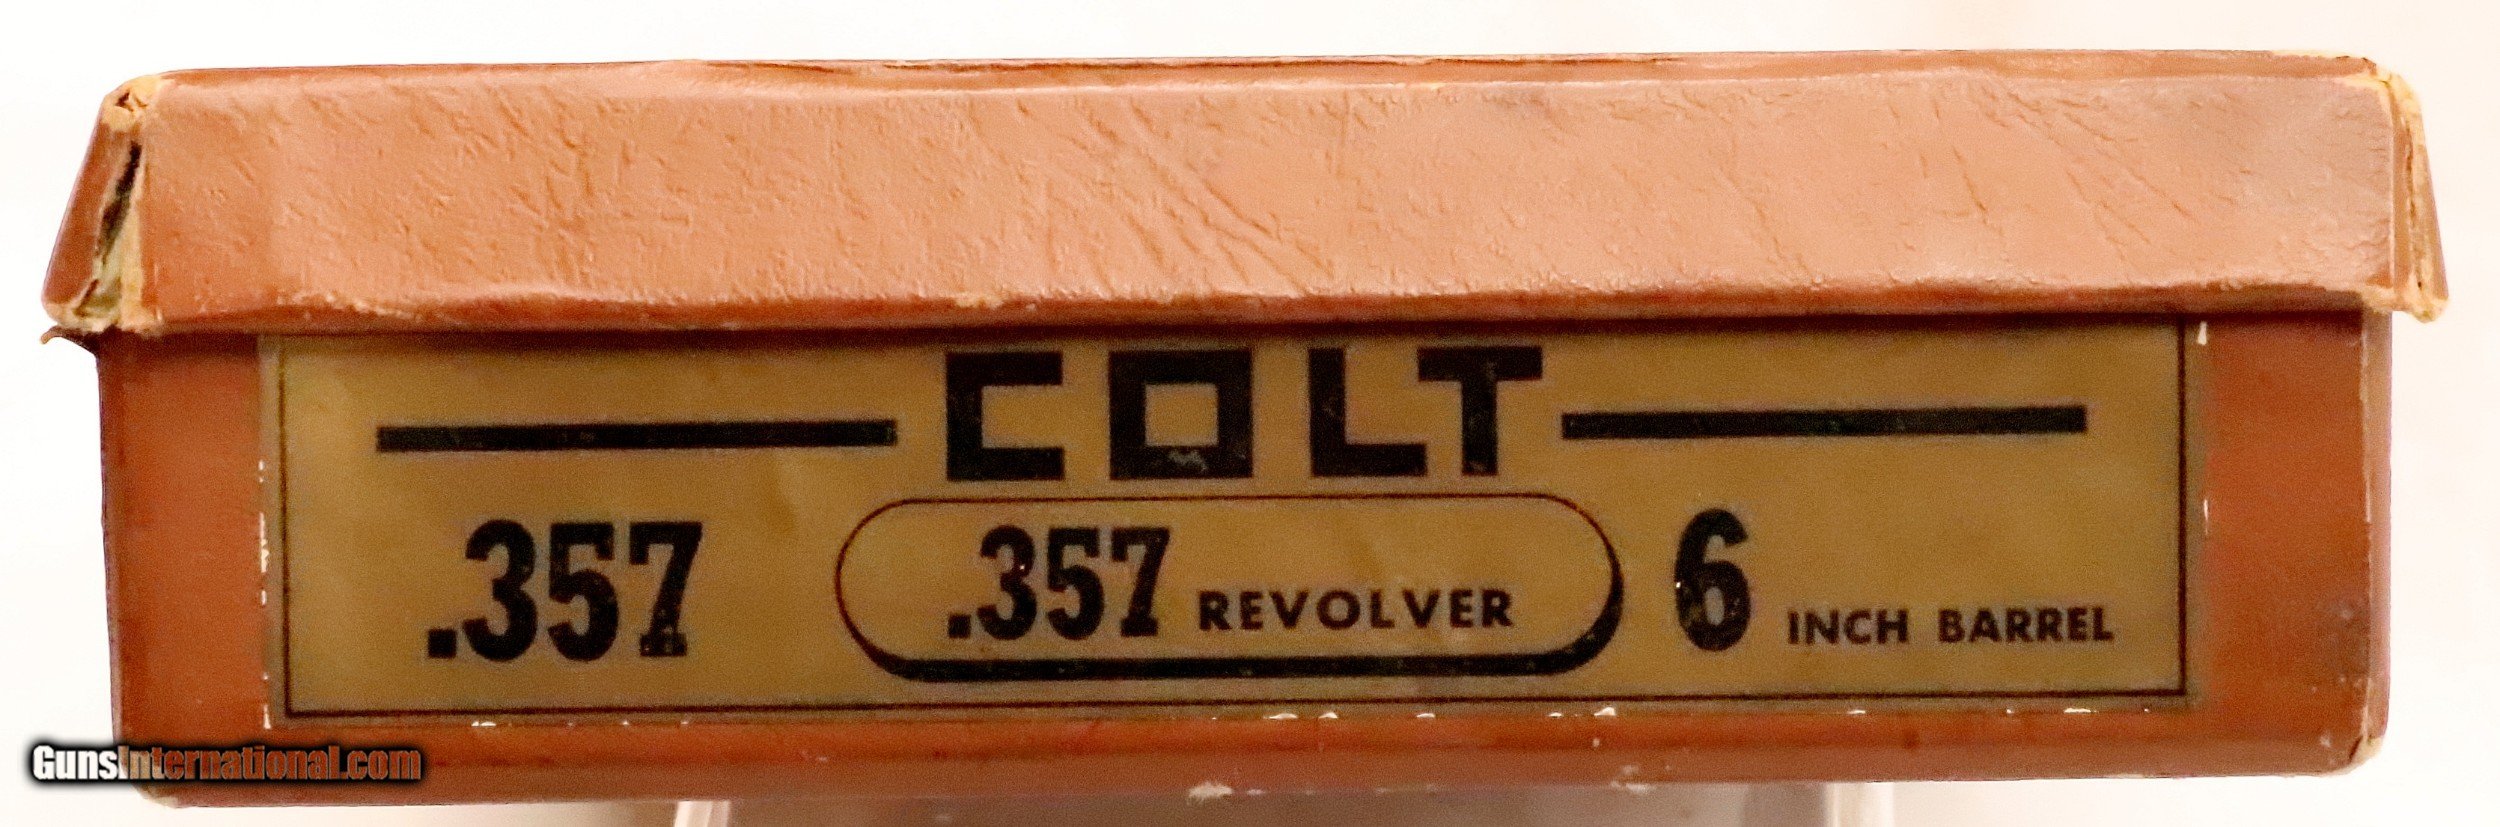 COLT
.357 .357 REVOLVER 6 INCH BARREL
GunsInternational.com